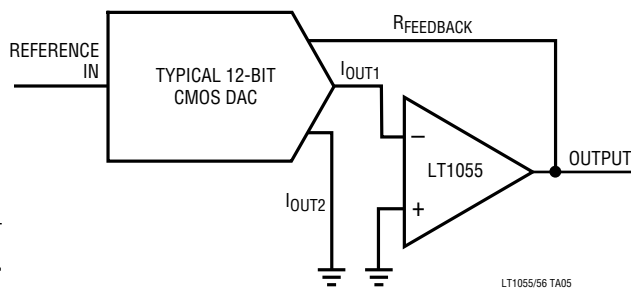 REFERENCE
IN
TYPICAL 12-BIT
CMOS DAC
RFEEDBACK
IOUT1
IOUT2
−
+
LT1055
OUTPUT
LT1055/56 TA05